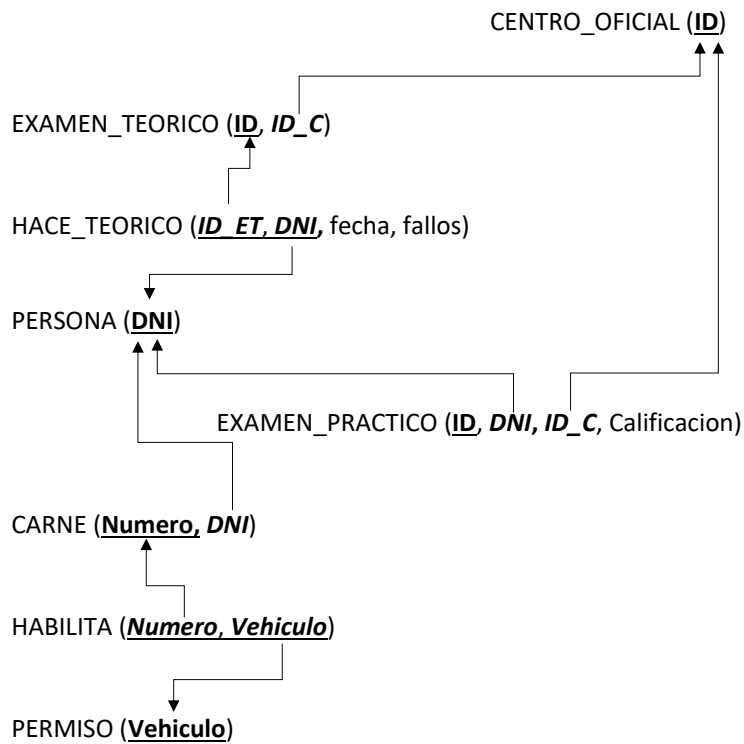 CENTRO_OFICIAL (ID)
EXAMEN_TEORICO (ID, ID_C)
HACE_TEORICO (ID_ET, DNI, fecha, fallos)
PERSONA (DNI)
EXAMEN_PRACTICO (ID, DNI, ID_C, Calificacion)
CARNE (Numero, DNI)
HABILITA (Numero, Vehiculo)
PERMISO (Vehiculo)